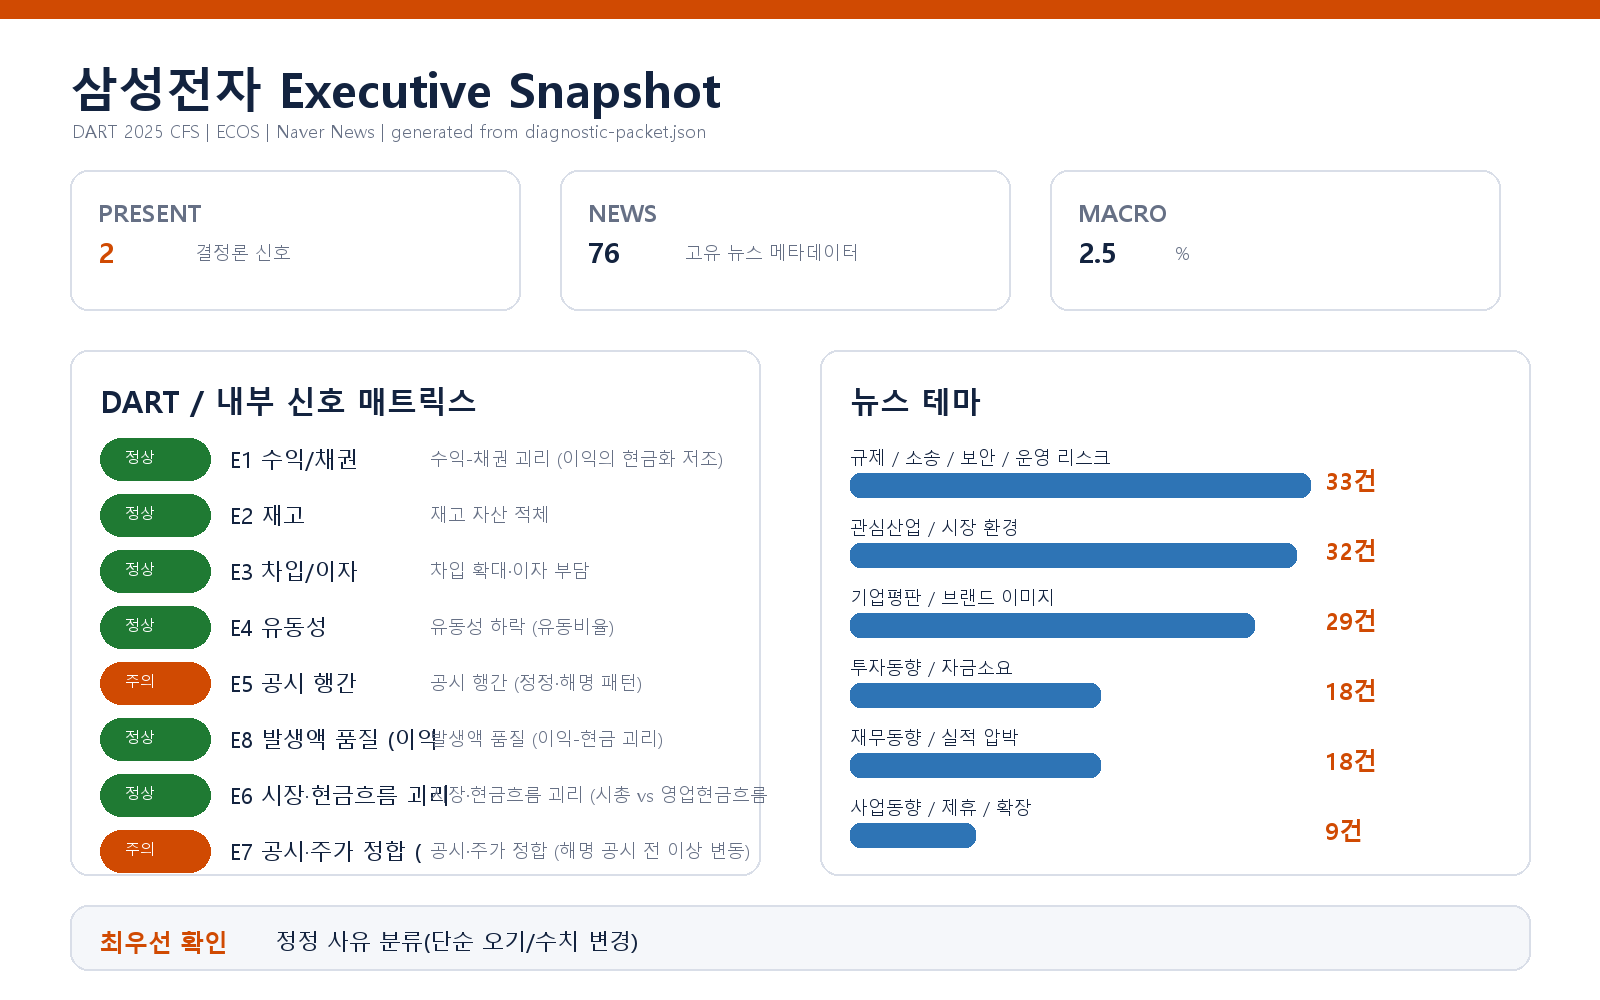 삼성전자 Executive Snapshot
DART 2025 CFS | ECOS | Naver News | generated from diagnostic-packet.json
PRESENT
2 결정론 신호
NEWS
76 고유 뉴스 메타데이터
MACRO
2.5 %
DART / 내부 신호 매트릭스
정상 E1 수익/채권 수익-채권 괴리 (이익의 현금화 저조)
정상 E2 재고 재고 자산 적체
정상 E3 차입/이자 차입 확대·이자 부담
정상 E4 유동성 유동성 하락 (유동비율)
주의 E5 공시 행간 공시 행간 (정정·해명 패턴)
정상 E8 발생액 품질 (이익 발생액 품질 (이익-현금 괴리)
정상 E6 시장·현금흐름 괴리 시장·현금흐름 괴리 (시총 vs 영업현금흐름
주의 E7 공시·주가 정합 ( 공시·주가 정합 (해명 공시 전 이상 변동)
뉴스 테마
규제 / 소송 / 보안 / 운영 리스크
33건
관심산업 / 시장 환경
32건
기업평판 / 브랜드 이미지
29건
투자동향 / 자금소요
18건
재무동향 / 실적 압박
18건
사업동향 / 제휴 / 확장
9건
최우선 확인 정정 사유 분류(단순 오기/수치 변경)